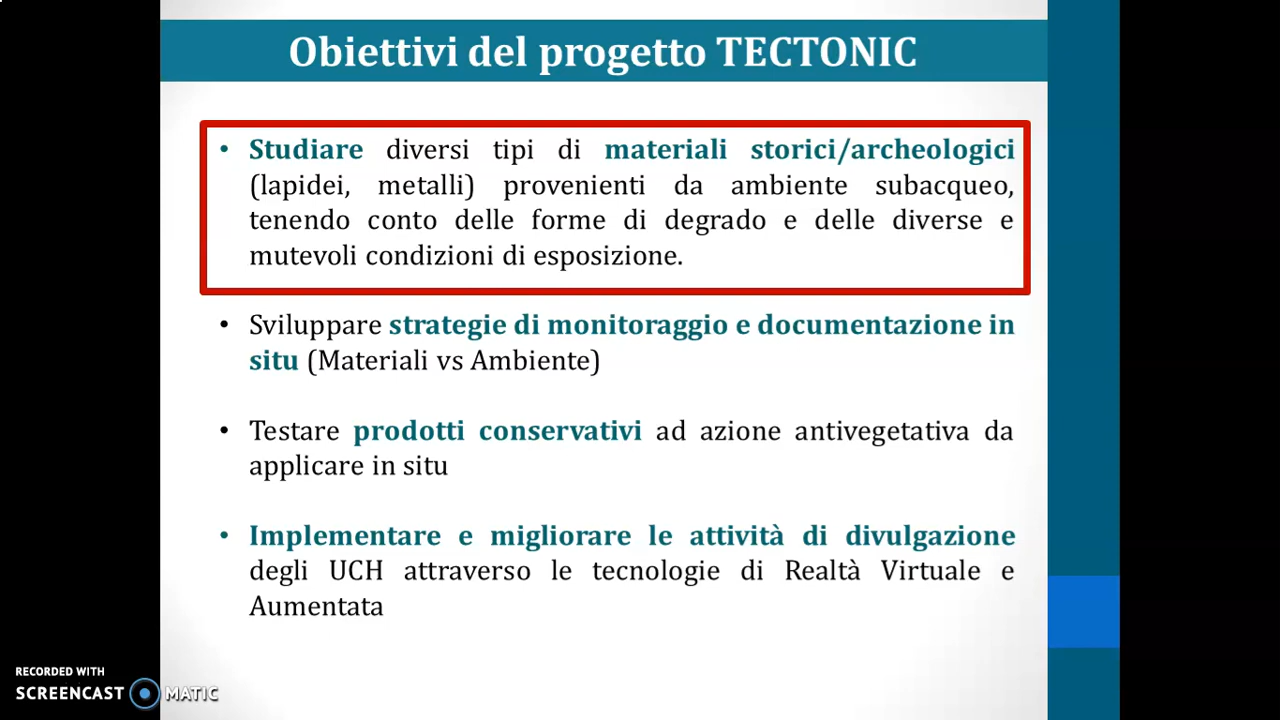 Obiettivi del progetto TECTONIC
• Studiare diversi tipi di materiali storici/archeologici
(lapidei, metalli) provenienti da ambiente subacqueo,
tenendo conto delle forme di degrado e delle diverse e
mutevoli condizioni di esposizione.
• Sviluppare strategie di monitoraggio e documentazione in
situ (Materiali vs Ambiente)
• Testare prodotti conservativi ad azione antivegetativa da
applicare in situ
• Implementare e migliorare le attività di divulgazione
degli UCH attraverso le tecnologie di Realtà Virtuale e
Aumentata
RECORDED WITH
SCREENCAST MATIC